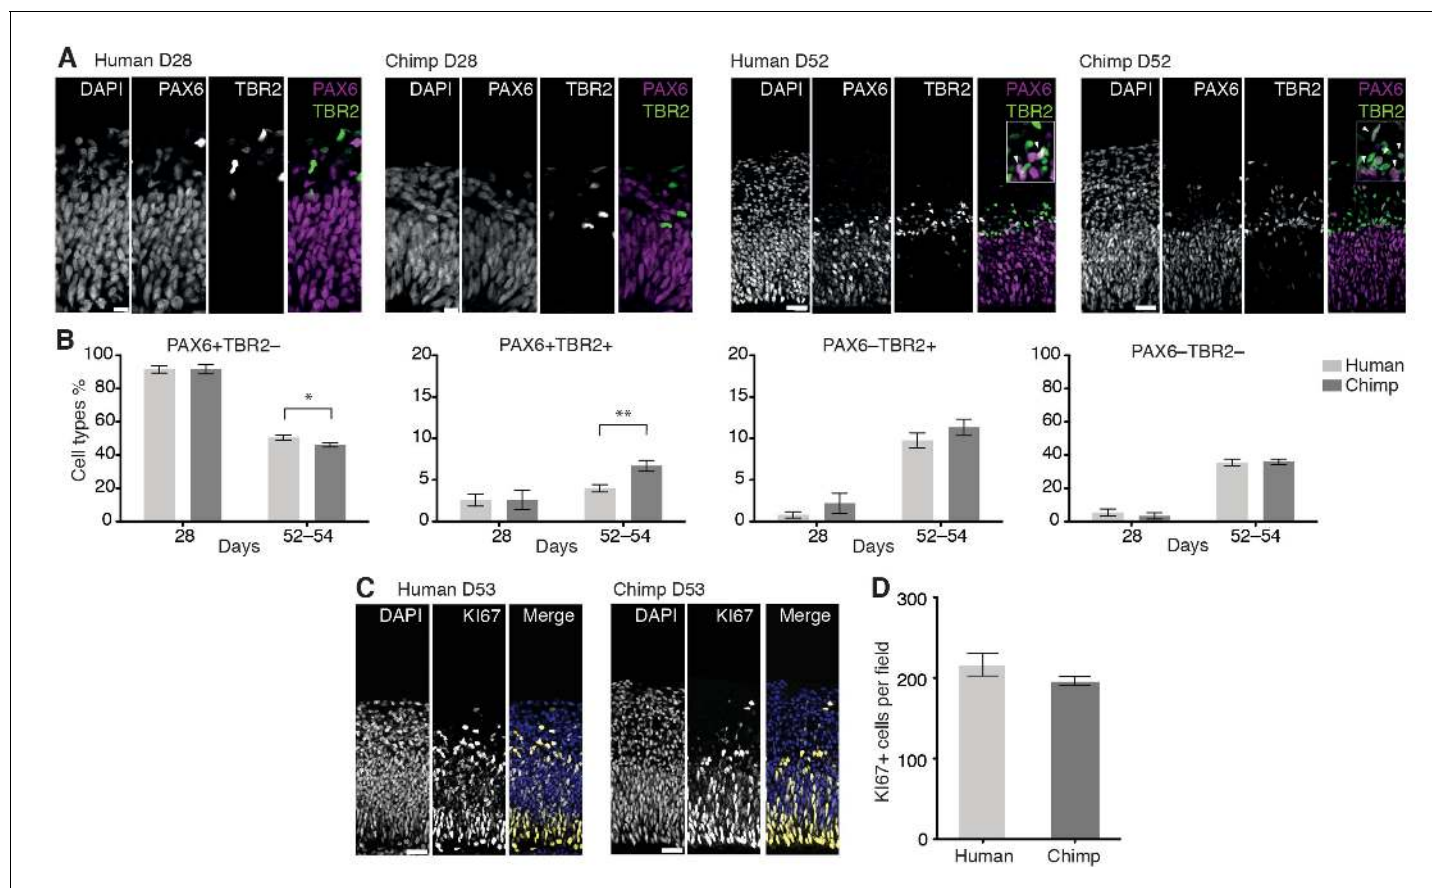 A Human D28 Chimp D28 Human D52 Chimp D52
DAPI PAX6 TBR2 PAX6 DAPI PAX6 TBR2 PAX6 DAPI PAX6 TBR2 PAX6 DAPI PAX6 TBR2 PAX6
TBR2 TBR2 TBR2 TBR2
B PAX6+TBR2– PAX6+TBR2+ PAX6–TBR2+ PAX6–TBR2–
Cell types %
100
80
60
40
20
0
*
28 52–54
Days
20
15
10
5
0
**
28 52–54
Days
20
15
10
5
0
28 52–54
Days
100
80
60
40
20
0
28 52–54
Days
Human
Chimp
C Human D53 Chimp D53
DAPI KI67 Merge DAPI KI67 Merge
D
KI67+ cells per field
300
200
100
0
Human Chimp